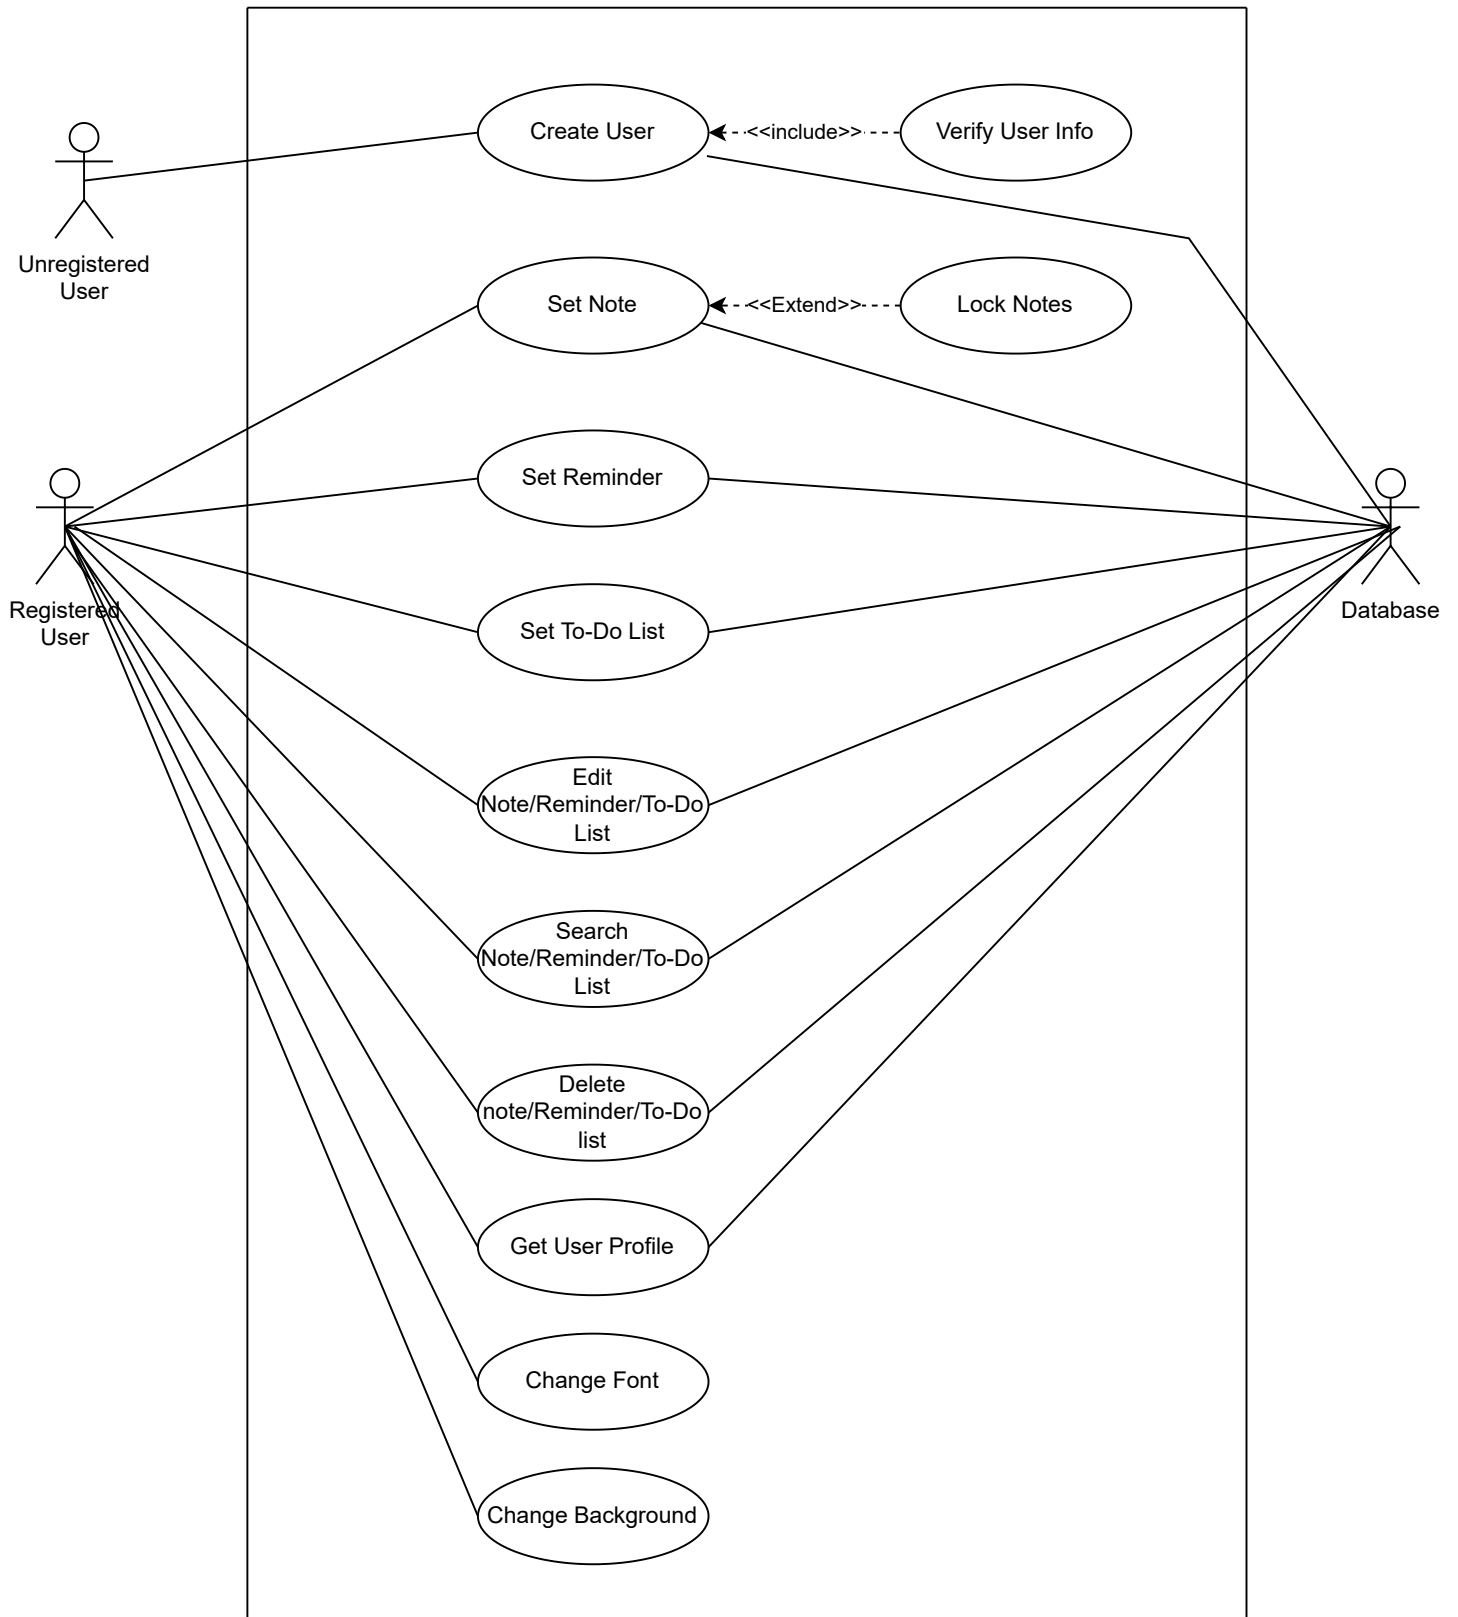 Create User
<<include>>
Verify User Info
Unregistered
User
Set Note
<<Extend>>
Lock Notes
Set Reminder
Registered
User
Set To-Do List
Database
Edit
Note/Reminder/To-Do
List
Search
Note/Reminder/To-Do
List
Delete
note/Reminder/To-Do
list
Get User Profile
Change Font
Change Background